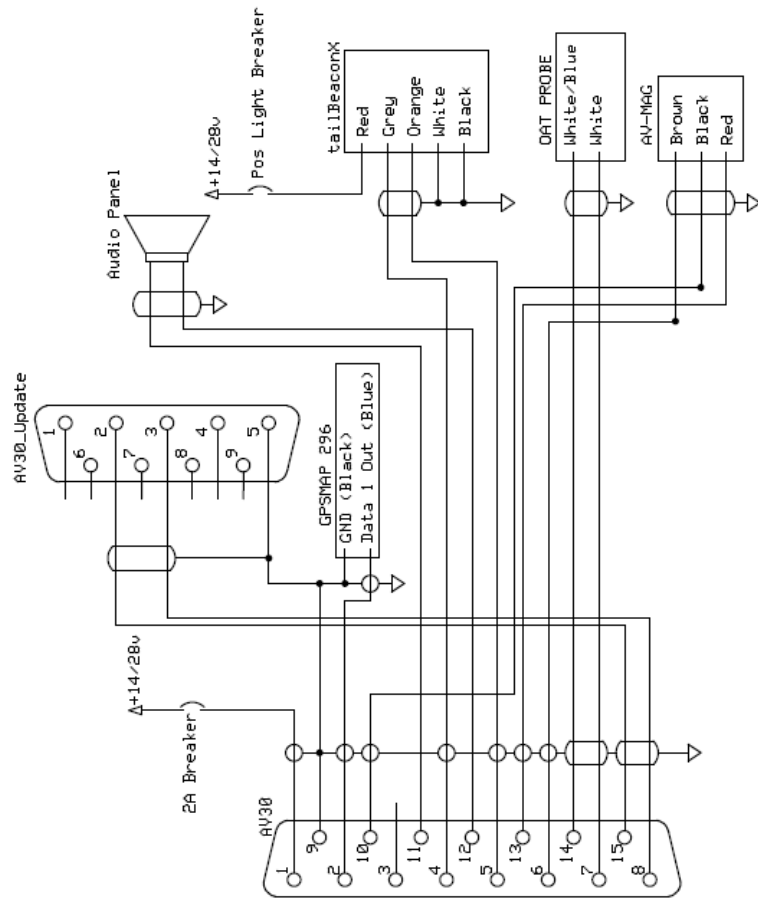 +14/28v
Pos Light Breaker
Audio Panel
tailBeaconX
Red
Grey
Orange
White
Black
OAT PROBE
White/Blue
White
AV-MAG
Brown
Black
Red
AV30_Update
1
2
3
4
5
6
7
8
9
GPSMAP 296
GND (Black)
Data 1 Out (Blue)
+14/28v
2A Breaker
AV30
1
9
2
10
3
11
4
12
5
13
6
14
7
15
8